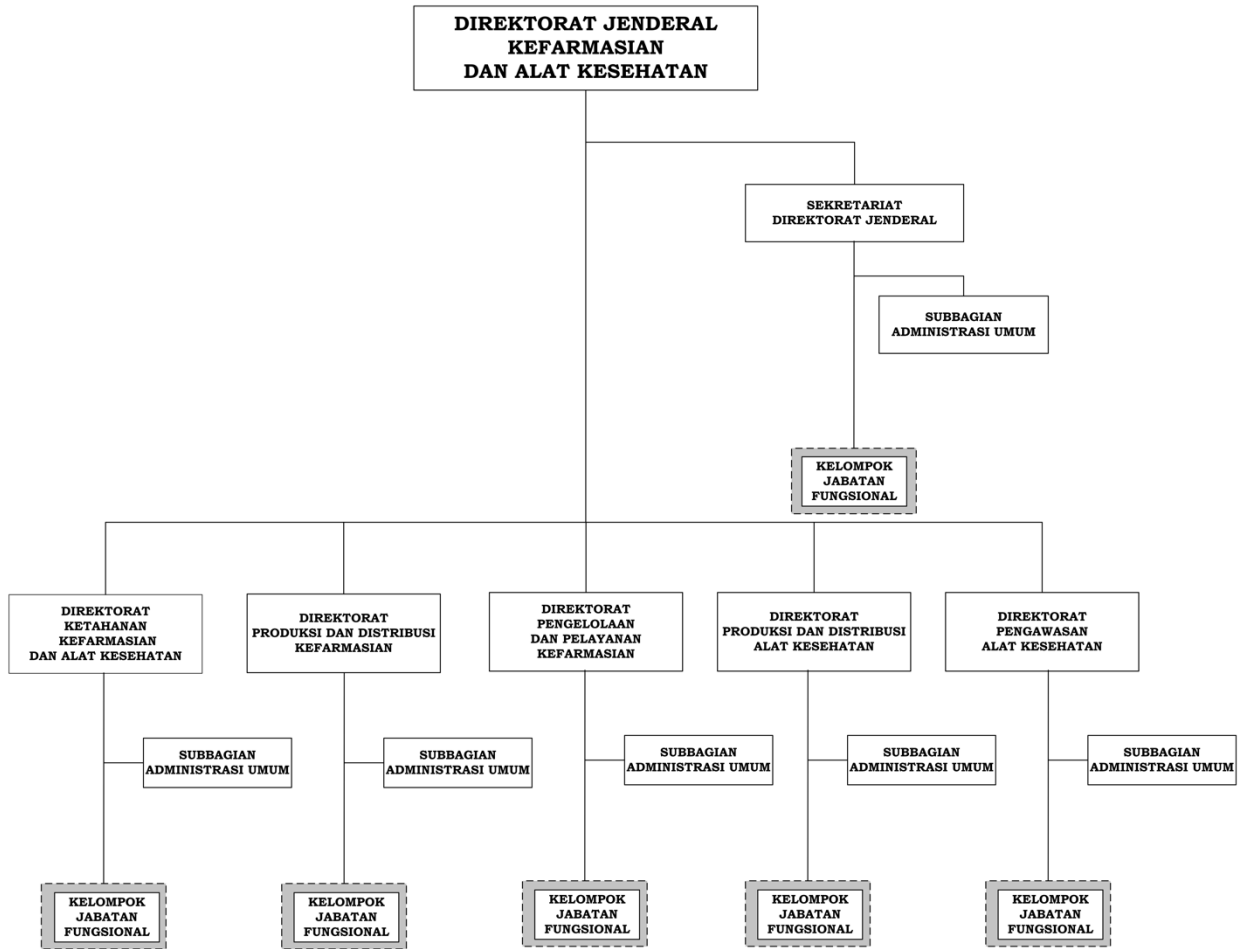 DIREKTORAT JENDERAL
KEFARMASIAN
DAN ALAT KESEHATAN
SEKRETARIAT
DIREKTORAT JENDERAL
SUBBAGIAN
ADMINISTRASI UMUM
KELOMPOK
JABATAN
FUNGSIONAL
DIREKTORAT
KETAHANAN
KEFARMASIAN
DAN ALAT KESEHATAN
DIREKTORAT
PRODUKSI DAN DISTRIBUSI
KEFARMASIAN
DIREKTORAT
PENGELOLAAN
DAN PELAYANAN
KEFARMASIAN
DIREKTORAT
PRODUKSI DAN DISTRIBUSI
ALAT KESEHATAN
DIREKTORAT
PENGAWASAN
ALAT KESEHATAN
SUBBAGIAN
ADMINISTRASI UMUM
SUBBAGIAN
ADMINISTRASI UMUM
SUBBAGIAN
ADMINISTRASI UMUM
SUBBAGIAN
ADMINISTRASI UMUM
SUBBAGIAN
ADMINISTRASI UMUM
KELOMPOK
JABATAN
FUNGSIONAL
KELOMPOK
JABATAN
FUNGSIONAL
KELOMPOK
JABATAN
FUNGSIONAL
KELOMPOK
JABATAN
FUNGSIONAL
KELOMPOK
JABATAN
FUNGSIONAL